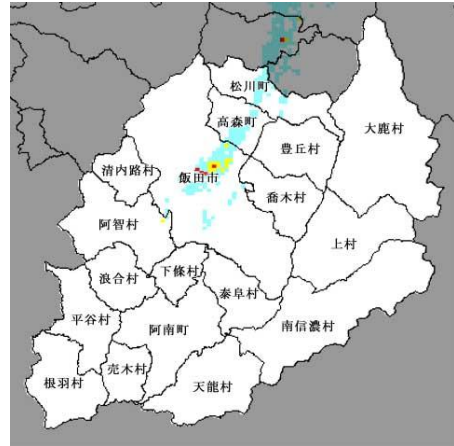 松川町
高森町
大鹿村
豊丘村
清内路村
飯田市
喬木村
阿智村
上村
浪合村
下條村
泰阜村
平谷村
阿南町
南信濃村
根羽村
売木村
天龍村